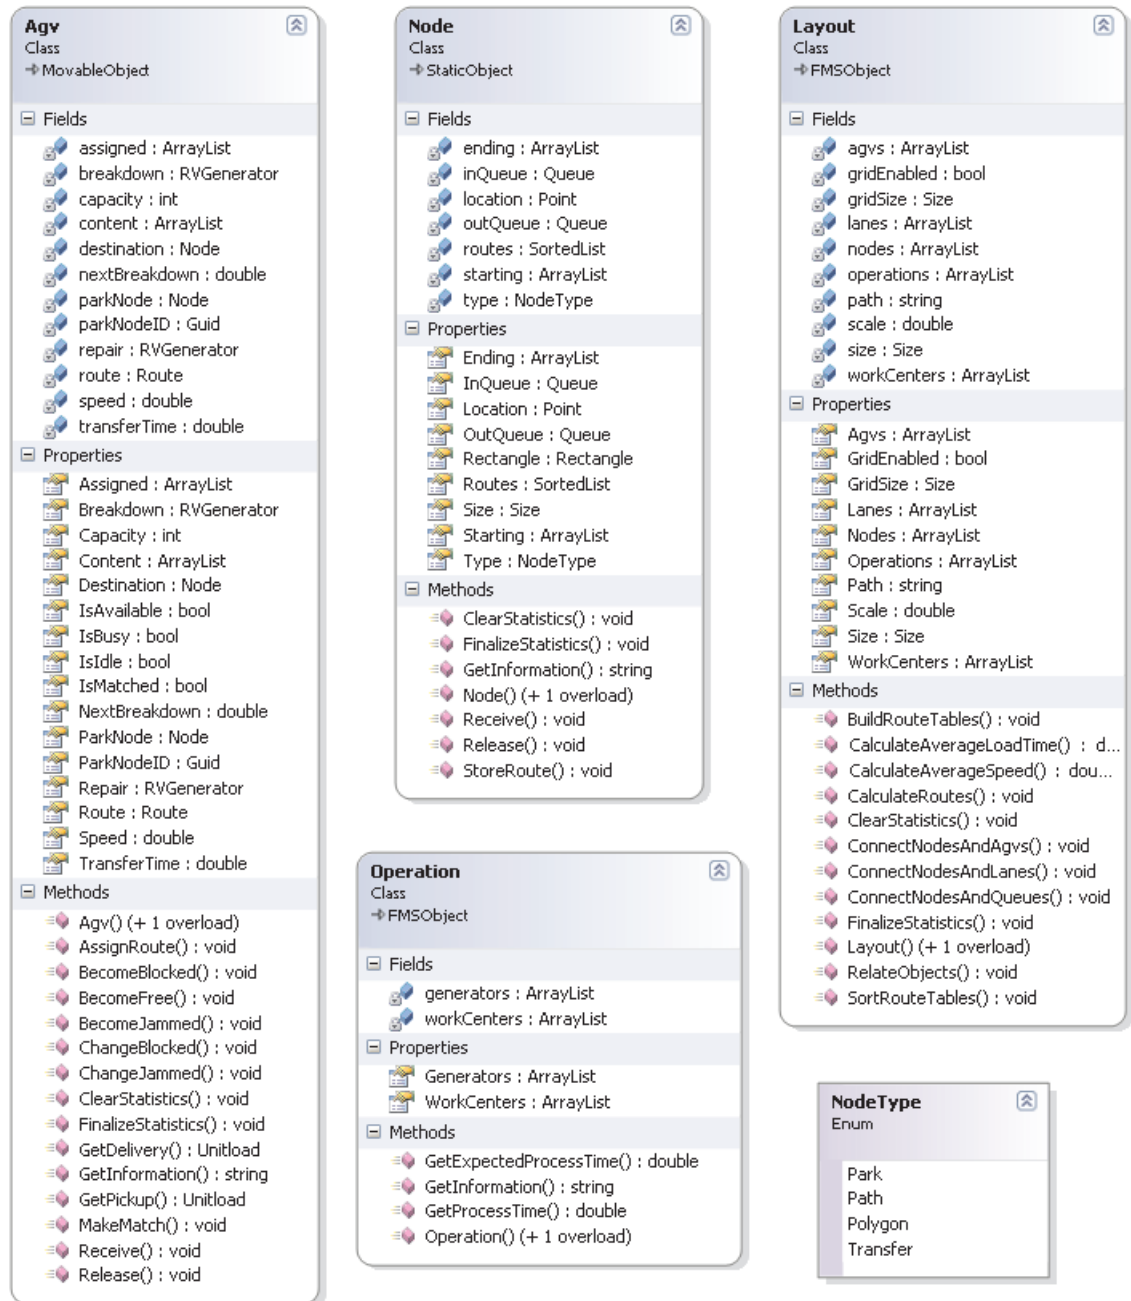 Agv
Class
MovableObject
Fields
assigned : ArrayList
breakdown : RVGenerator
capacity : int
content : ArrayList
destination : Node
nextBreakdown : double
parkNode : Node
parkNodeID : Guid
repair : RVGenerator
route : Route
speed : double
transferTime : double
Properties
Assigned : ArrayList
Breakdown : RVGenerator
Capacity : int
Content : ArrayList
Destination : Node
IsAvailable : bool
IsBusy : bool
IsIdle : bool
IsMatched : bool
NextBreakdown : double
ParkNode : Node
ParkNodeID : Guid
Repair : RVGenerator
Route : Route
Speed : double
TransferTime : double
Methods
Agv() (+ 1 overload)
AssignRoute() : void
BecomeBlocked() : void
BecomeFree() : void
BecomeJammed() : void
ChangeBlocked() : void
ChangeJammed() : void
ClearStatistics() : void
FinalizeStatistics() : void
GetDelivery() : Unitload
GetInformation() : string
GetPickup() : Unitload
MakeMatch() : void
Receive() : void
Release() : void
Node
Class
StaticObject
Fields
ending : ArrayList
inQueue : Queue
location : Point
outQueue : Queue
routes : SortedList
starting : ArrayList
type : NodeType
Properties
Ending : ArrayList
InQueue : Queue
Location : Point
OutQueue : Queue
Rectangle : Rectangle
Routes : SortedList
Size : Size
Starting : ArrayList
Type : NodeType
Methods
ClearStatistics() : void
FinalizeStatistics() : void
GetInformation() : string
Node() (+ 1 overload)
Receive() : void
Release() : void
StoreRoute() : void
Operation
Class
FMSObject
Fields
generators : ArrayList
workCenters : ArrayList
Properties
Generators : ArrayList
WorkCenters : ArrayList
Methods
GetExpectedProcessTime() : double
GetInformation() : string
GetProcessTime() : double
Operation() (+ 1 overload)
Layout
Class
FMSObject
Fields
agvs : ArrayList
gridEnabled : bool
gridSize : Size
lanes : ArrayList
nodes : ArrayList
operations : ArrayList
path : string
scale : double
size : Size
workCenters : ArrayList
Properties
Agvs : ArrayList
GridEnabled : bool
GridSize : Size
Lanes : ArrayList
Nodes : ArrayList
Operations : ArrayList
Path : string
Scale : double
Size : Size
WorkCenters : ArrayList
Methods
BuildRouteTables() : void
CalculateAverageLoadTime() : d...
CalculateAverageSpeed() : dou...
CalculateRoutes() : void
ClearStatistics() : void
ConnectNodesAndAgvs() : void
ConnectNodesAndLanes() : void
ConnectNodesAndQueues() : void
FinalizeStatistics() : void
Layout() (+ 1 overload)
RelateObjects() : void
SortRouteTables() : void
NodeType
Enum
Park
Path
Polygon
Transfer